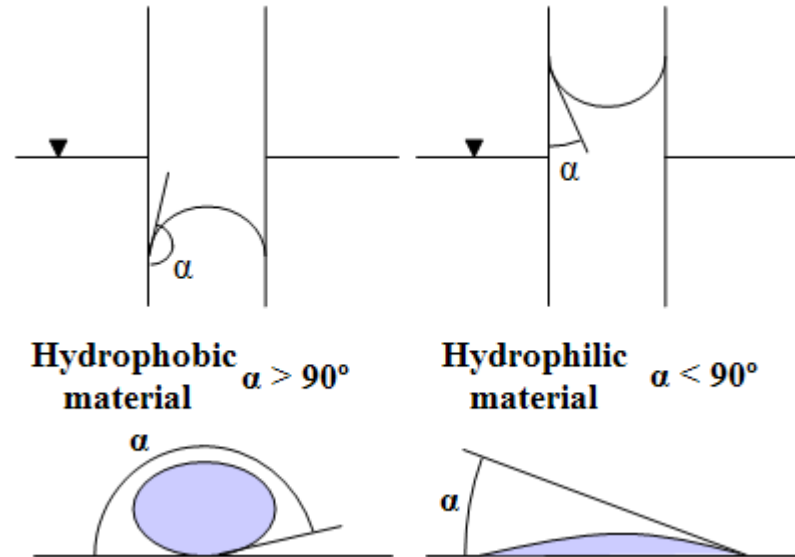 α
α
Hydrophobic
material
α > 90º
Hydrophilic
material
α < 90º
α
α